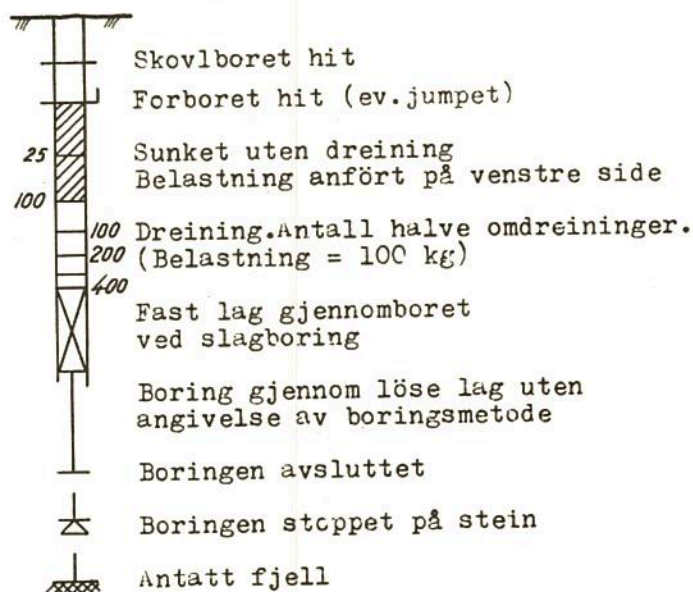 Skovlboret hit
Forboret hit (ev.jumpet)
25 Sunket uten dreining
Belastning anfört på venstre side
100
100 Dreining.Antall halve omdreininger.
200 (Belastning = 100 kg)
400
Fast lag gjennomboret
ved slagboring
Boring gjennom löse lag uten
angivelse av boringsmetode
Boringen avsluttet
Boringen stoppet på stein
Antatt fjell